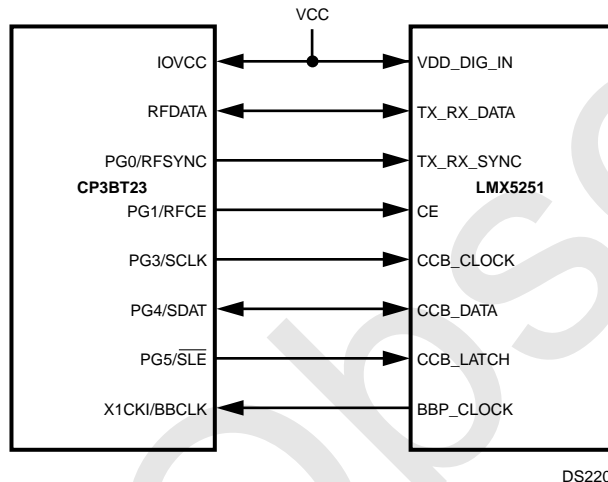 VCC
IOVCC VDD_DIG_IN
RFDATA TX_RX_DATA
PG0/RFSYNC TX_RX_SYNC
CP3BT23 LMX5251
PG1/RFCE CE
PG3/SCLK CCB_CLOCK
PG4/SDAT CCB_DATA
PG5/SLE CCB_LATCH
X1CKI/BBCLK BBP_CLOCK
DS220